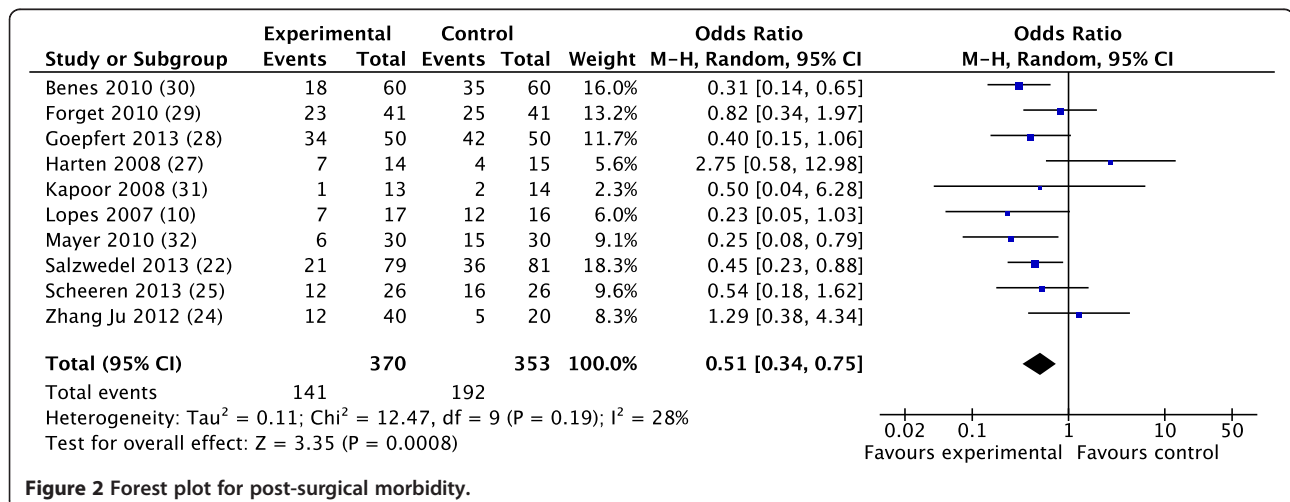 Experimental Control Odds Ratio Odds Ratio
Study or Subgroup Events Total Events Total Weight M-H, Random, 95% CI M-H, Random, 95% CI
Benes 2010 (30) 18 60 35 60 16.0% 0.31 [0.14, 0.65]
Forget 2010 (29) 23 41 25 41 13.2% 0.82 [0.34, 1.97]
Goepfert 2013 (28) 34 50 42 50 11.7% 0.40 [0.15, 1.06]
Harten 2008 (27) 7 14 4 15 5.6% 2.75 [0.58, 12.98]
Kapoor 2008 (31) 1 13 2 14 2.3% 0.50 [0.04, 6.28]
Lopes 2007 (10) 7 17 12 16 6.0% 0.23 [0.05, 1.03]
Mayer 2010 (32) 6 30 15 30 9.1% 0.25 [0.08, 0.79]
Salzwedel 2013 (22) 21 79 36 81 18.3% 0.45 [0.23, 0.88]
Scheeren 2013 (25) 12 26 16 26 9.6% 0.54 [0.18, 1.62]
Zhang Ju 2012 (24) 12 40 5 20 8.3% 1.29 [0.38, 4.34]
Total (95% CI) 370 353 100.0% 0.51 [0.34, 0.75]
Total events 141 192
Heterogeneity: Tau² = 0.11; Chi² = 12.47, df = 9 (P = 0.19); I² = 28%
Test for overall effect: Z = 3.35 (P = 0.0008)
0.02 0.1 1 10 50
Favours experimental Favours control
Figure 2 Forest plot for post-surgical morbidity.